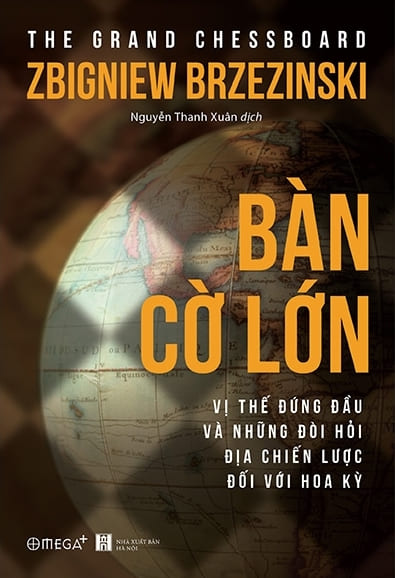 THE GRAND CHESSBOARD
ZBIGNIEW BRZEZINSKI
Nguyễn Thanh Xuân dịch
BÀN
CỜ LỚN
VỊ THẾ ĐỨNG ĐẦU
VÀ NHỮNG ĐÒI HỎI
ĐỊA CHIẾN LƯỢC
ĐỐI VỚI HOA KỲ
OMEGA+
NHÀ XUẤT BẢN
HÀ NỘI